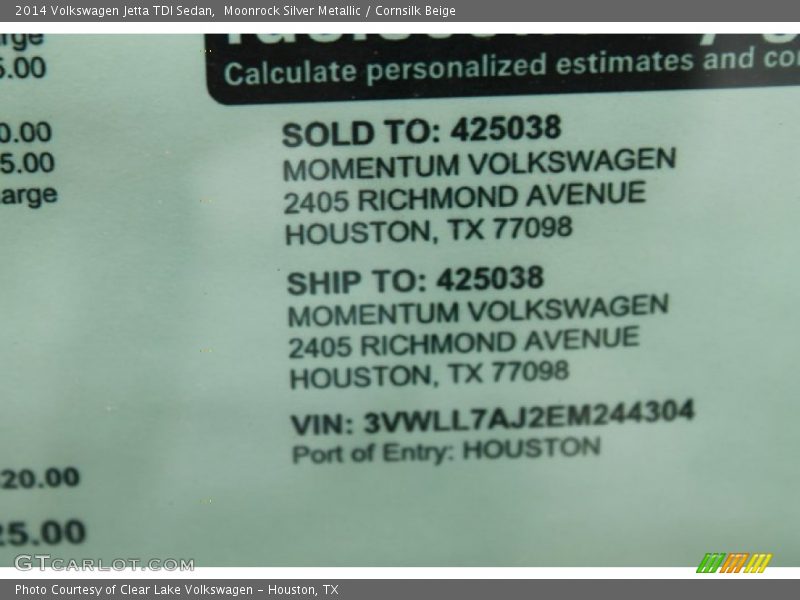 2014 Volkswagen Jetta TDI Sedan, Moonrock Silver Metallic / Cornsilk Beige
5.00
Calculate personalized estimates and
0.00
5.00
SOLD TO: 425038
MOMENTUM VOLKSWAGEN
2405 RICHMOND AVENUE
HOUSTON, TX 77098
SHIP TO: 425038
MOMENTUM VOLKSWAGEN
2405 RICHMOND AVENUE
HOUSTON, TX 77098
VIN: 3VWLL7AJ2EM244304
Port of Entry: HOUSTON
20.00
25.00
GTCARLOT.COM
Photo Courtesy of Clear Lake Volkswagen - Houston, TX